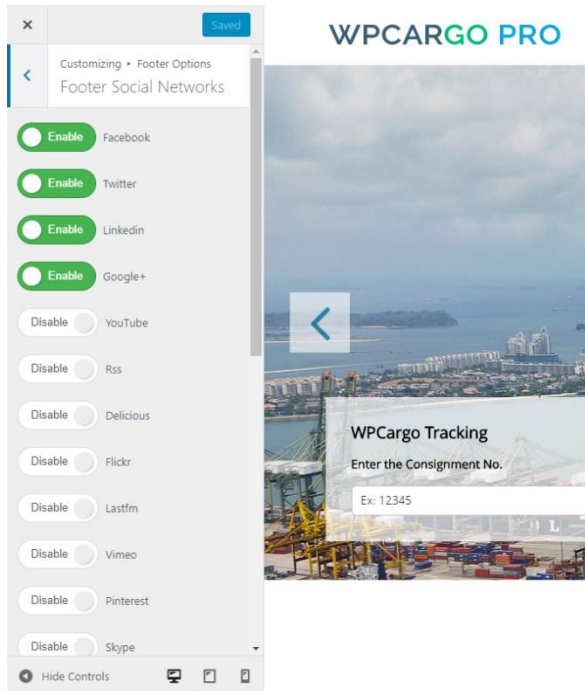 Saved
Customizing • Footer Options
Footer Social Networks
Enable Facebook
Enable Twitter
Enable Linkedin
Enable Google+
Disable YouTube
Disable Rss
Disable Delicious
Disable Flickr
Disable Lastfm
Disable Vimeo
Disable Pinterest
Disable Skype
Hide Controls
WPCARGO PRO
WPCargo Tracking
Enter the Consignment No.
Ex: 12345